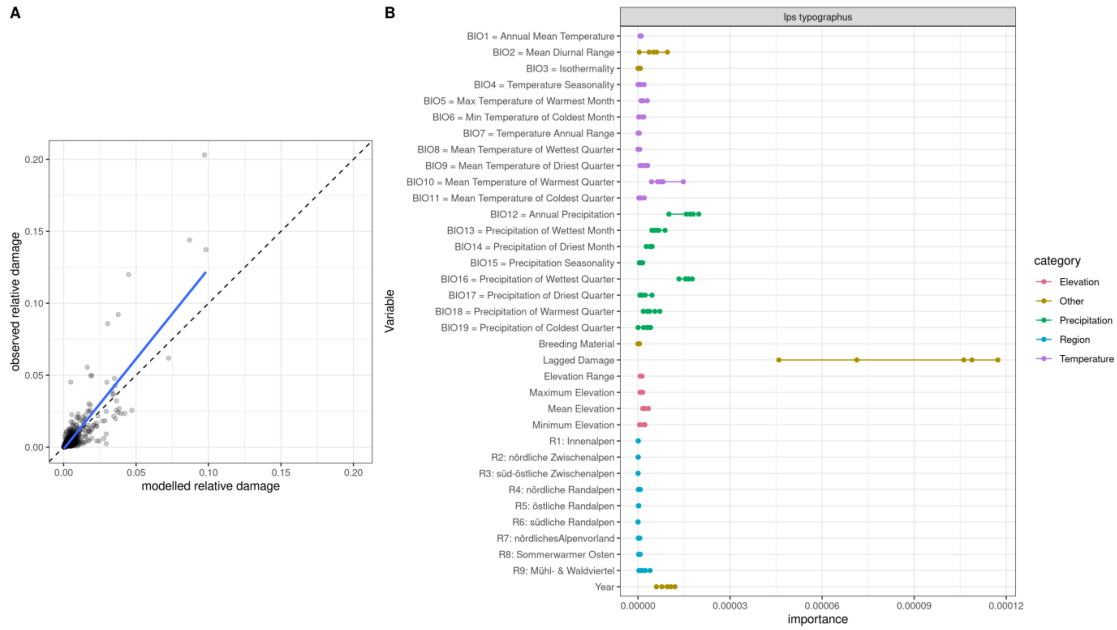 A
observed relative damage
0.20
0.15
0.10
0.05
0.00
0.00 0.05 0.10 0.15 0.20
modelled relative damage
B
Ips typographus
Variable
BIO1 = Annual Mean Temperature
BIO2 = Mean Diurnal Range
BIO3 = Isothermality
BIO4 = Temperature Seasonality
BIO5 = Max Temperature of Warmest Month
BIO6 = Min Temperature of Coldest Month
BIO7 = Temperature Annual Range
BIO8 = Mean Temperature of Wettest Quarter
BIO9 = Mean Temperature of Driest Quarter
BIO10 = Mean Temperature of Warmest Quarter
BIO11 = Mean Temperature of Coldest Quarter
BIO12 = Annual Precipitation
BIO13 = Precipitation of Wettest Month
BIO14 = Precipitation of Driest Month
BIO15 = Precipitation Seasonality
BIO16 = Precipitation of Wettest Quarter
BIO17 = Precipitation of Driest Quarter
BIO18 = Precipitation of Warmest Quarter
BIO19 = Precipitation of Coldest Quarter
Breeding Material
Lagged Damage
Elevation Range
Maximum Elevation
Mean Elevation
Minimum Elevation
R1: Innenalpen
R2: nördliche Zwischenalpen
R3: süd-östliche Zwischenalpen
R4: nördliche Randalpen
R5: östliche Randalpen
R6: südliche Randalpen
R7: nördlichesAlpenvorland
R8: Sommerwarmer Osten
R9: Mühl- & Waldviertel
Year
0.00000 0.00003 0.00006 0.00009 0.00012
importance
category
Elevation
Other
Precipitation
Region
Temperature